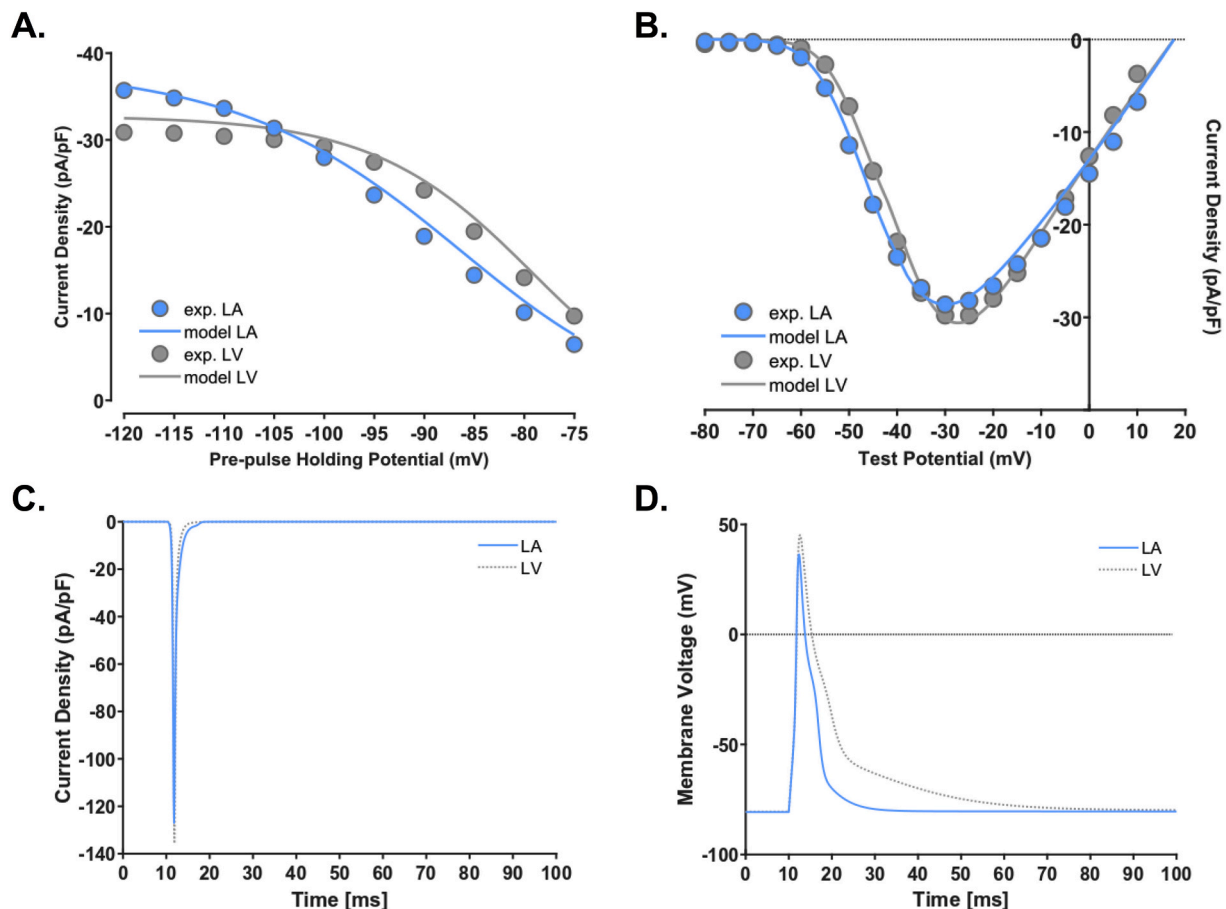 A.
-40
-30
-20
-10
0
Current Density (pA/pF)
exp. LA
model LA
exp. LV
model LV
-120 -115 -110 -105 -100 -95 -90 -85 -80 -75
Pre-pulse Holding Potential (mV)
B.
0
-10
-20
-30
Current Density (pA/pF)
exp. LA
model LA
exp. LV
model LV
-80 -70 -60 -50 -40 -30 -20 -10 0 10 20
Test Potential (mV)
C.
0
-20
-40
-60
-80
-100
-120
-140
Current Density (pA/pF)
LA
LV
0 10 20 30 40 50 60 70 80 90 100
Time [ms]
D.
50
0
-50
-100
Membrane Voltage (mV)
LA
LV
0 10 20 30 40 50 60 70 80 90 100
Time [ms]